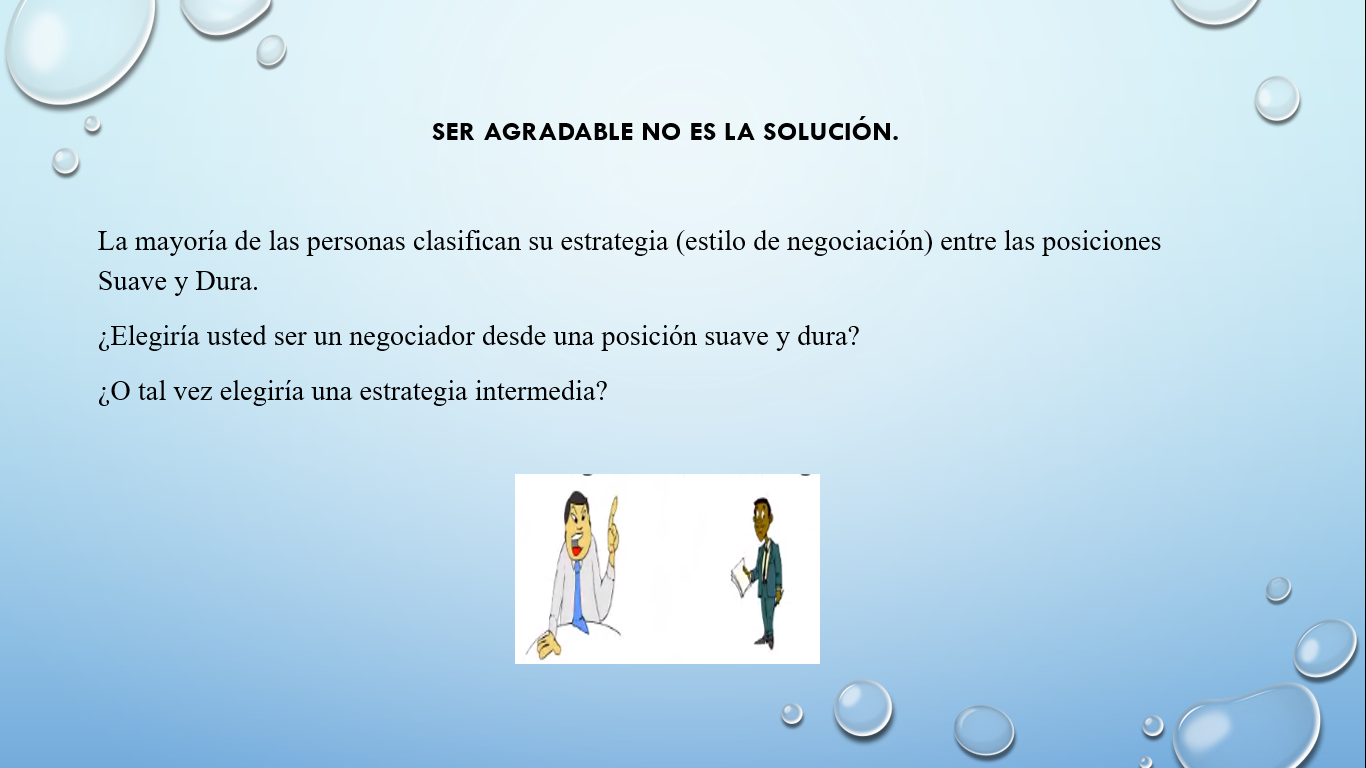 SER AGRADABLE NO ES LA SOLUCIÓN.
La mayoría de las personas clasifican su estrategia (estilo de negociación) entre las posiciones
Suave y Dura.
¿Elegiría usted ser un negociador desde una posición suave y dura?
¿O tal vez elegiría una estrategia intermedia?